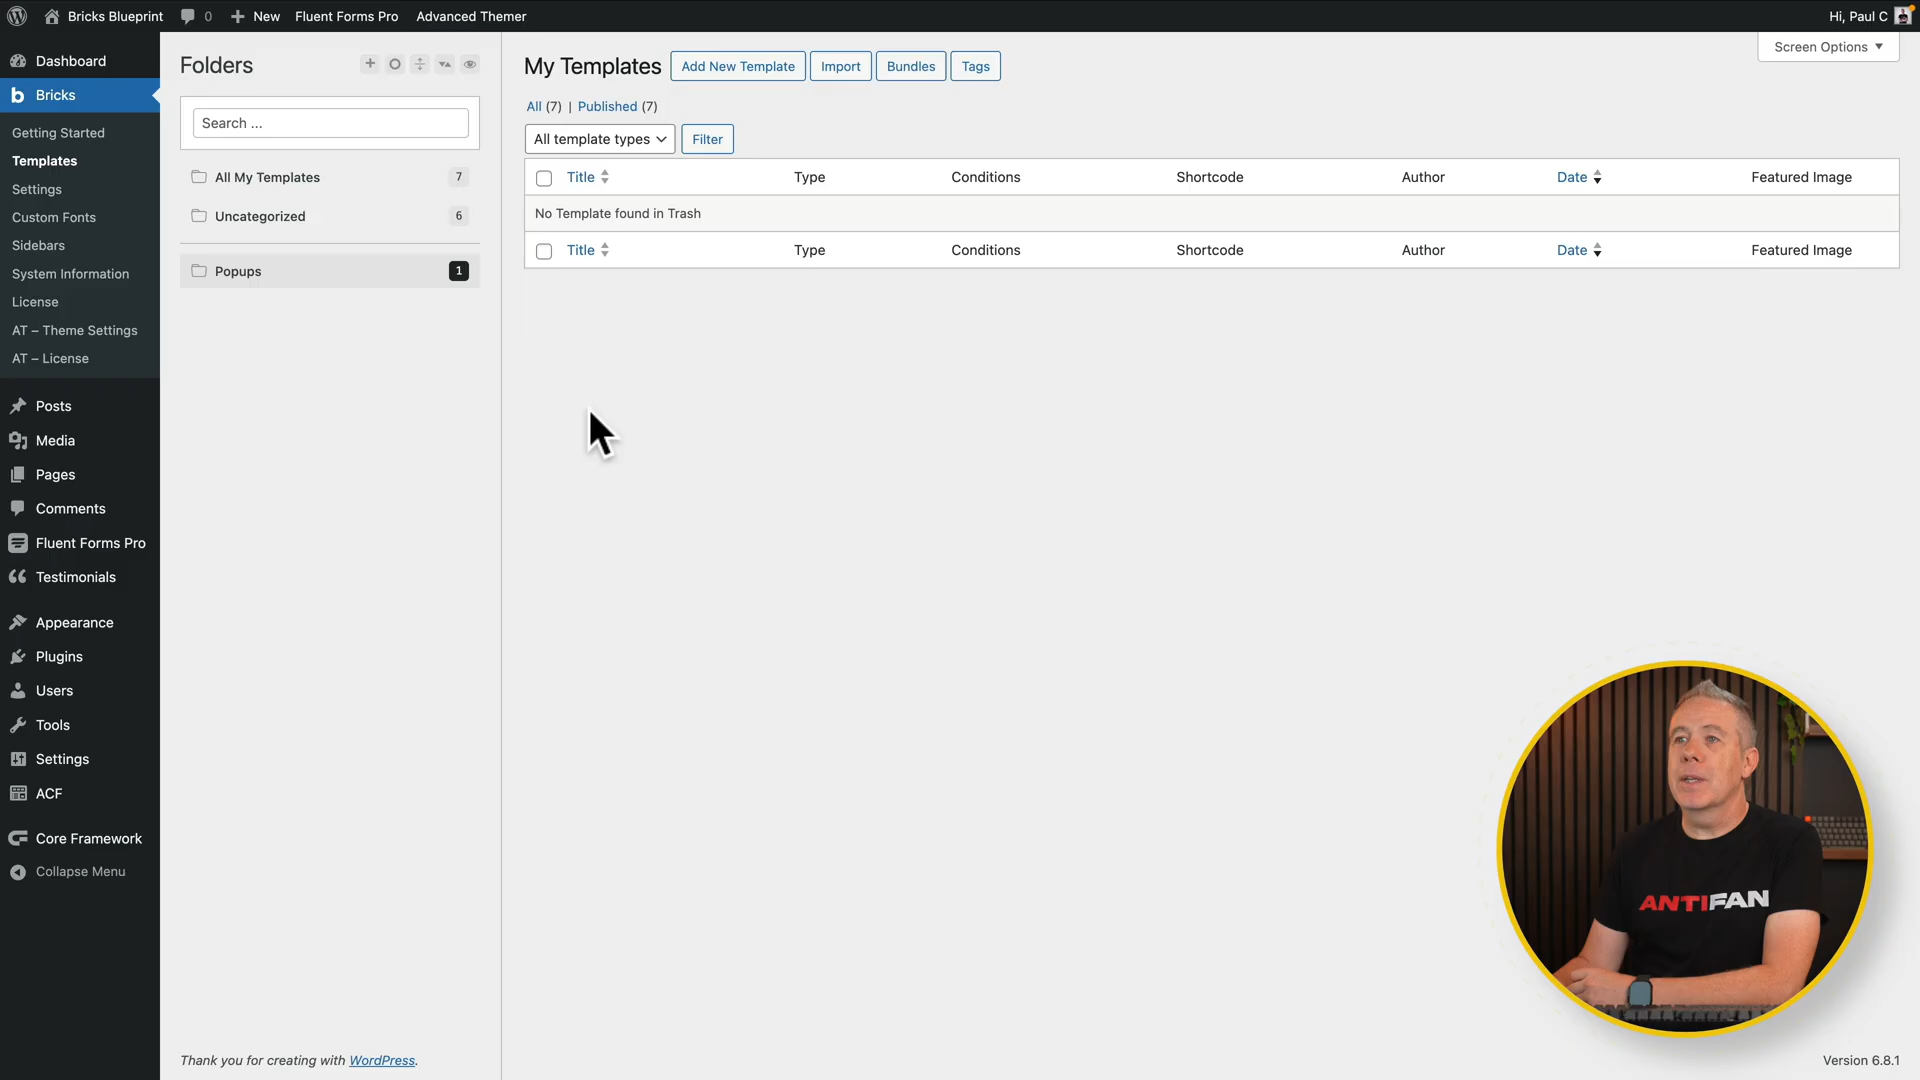 Bricks Blueprint
0
New
Fluent Forms Pro
Advanced Themer
Hi, Paul C
Dashboard
Bricks
Getting Started
Templates
Settings
Custom Fonts
Sidebars
System Information
License
AT – Theme Settings
AT – License
Posts
Media
Pages
Comments
Fluent Forms Pro
Testimonials
Appearance
Plugins
Users
Tools
Settings
ACF
Core Framework
Collapse Menu
Folders
Search ...
All My Templates 7
Uncategorized 6
Popups 1
Screen Options
My Templates Add New Template Import Bundles Tags
All (7) | Published (7)
All template types Filter
Title Type Conditions Shortcode Author Date Featured Image
No Template found in Trash
Title Type Conditions Shortcode Author Date Featured Image
ANTIFAN
Thank you for creating with WordPress.
Version 6.8.1